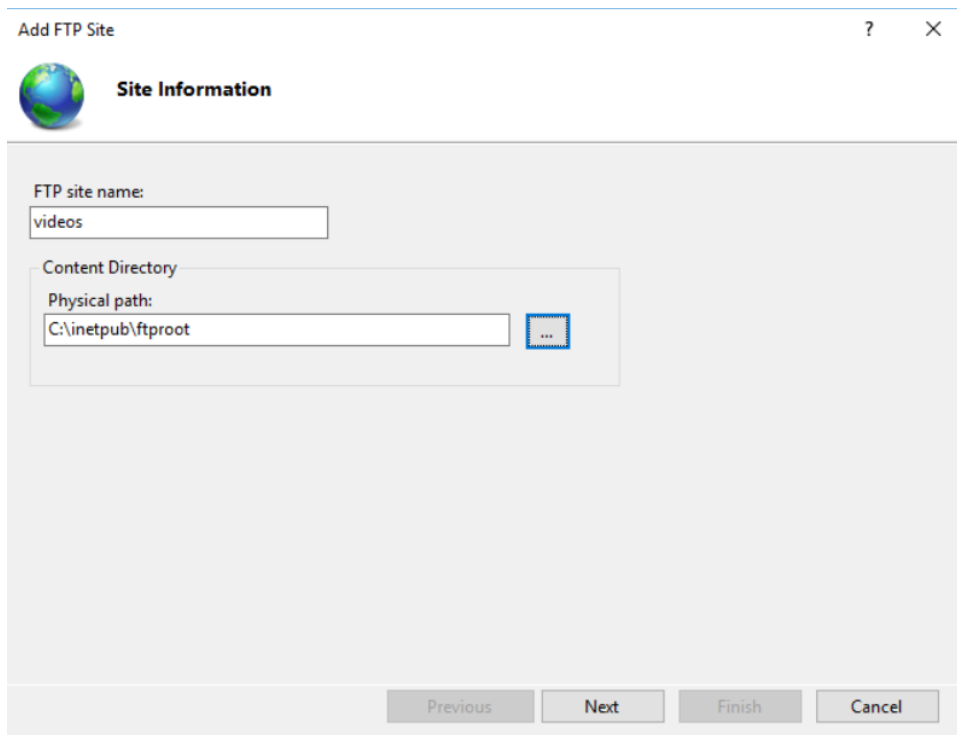 Add FTP Site ?
Site Information
FTP site name:
videos
Content Directory
Physical path:
C:\inetpub\ftproot
...
Previous Next Finish Cancel